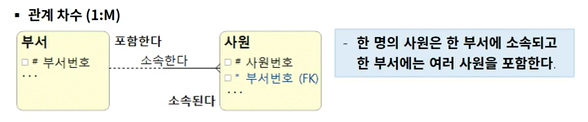 ▪ 관계 차수 (1:M)
부서
# 부서번호
...
포함한다
소속한다
소속된다
사원
# 사원번호
* 부서번호 (FK)
...
- 한 명의 사원은 한 부서에 소속되고
한 부서에는 여러 사원을 포함한다.